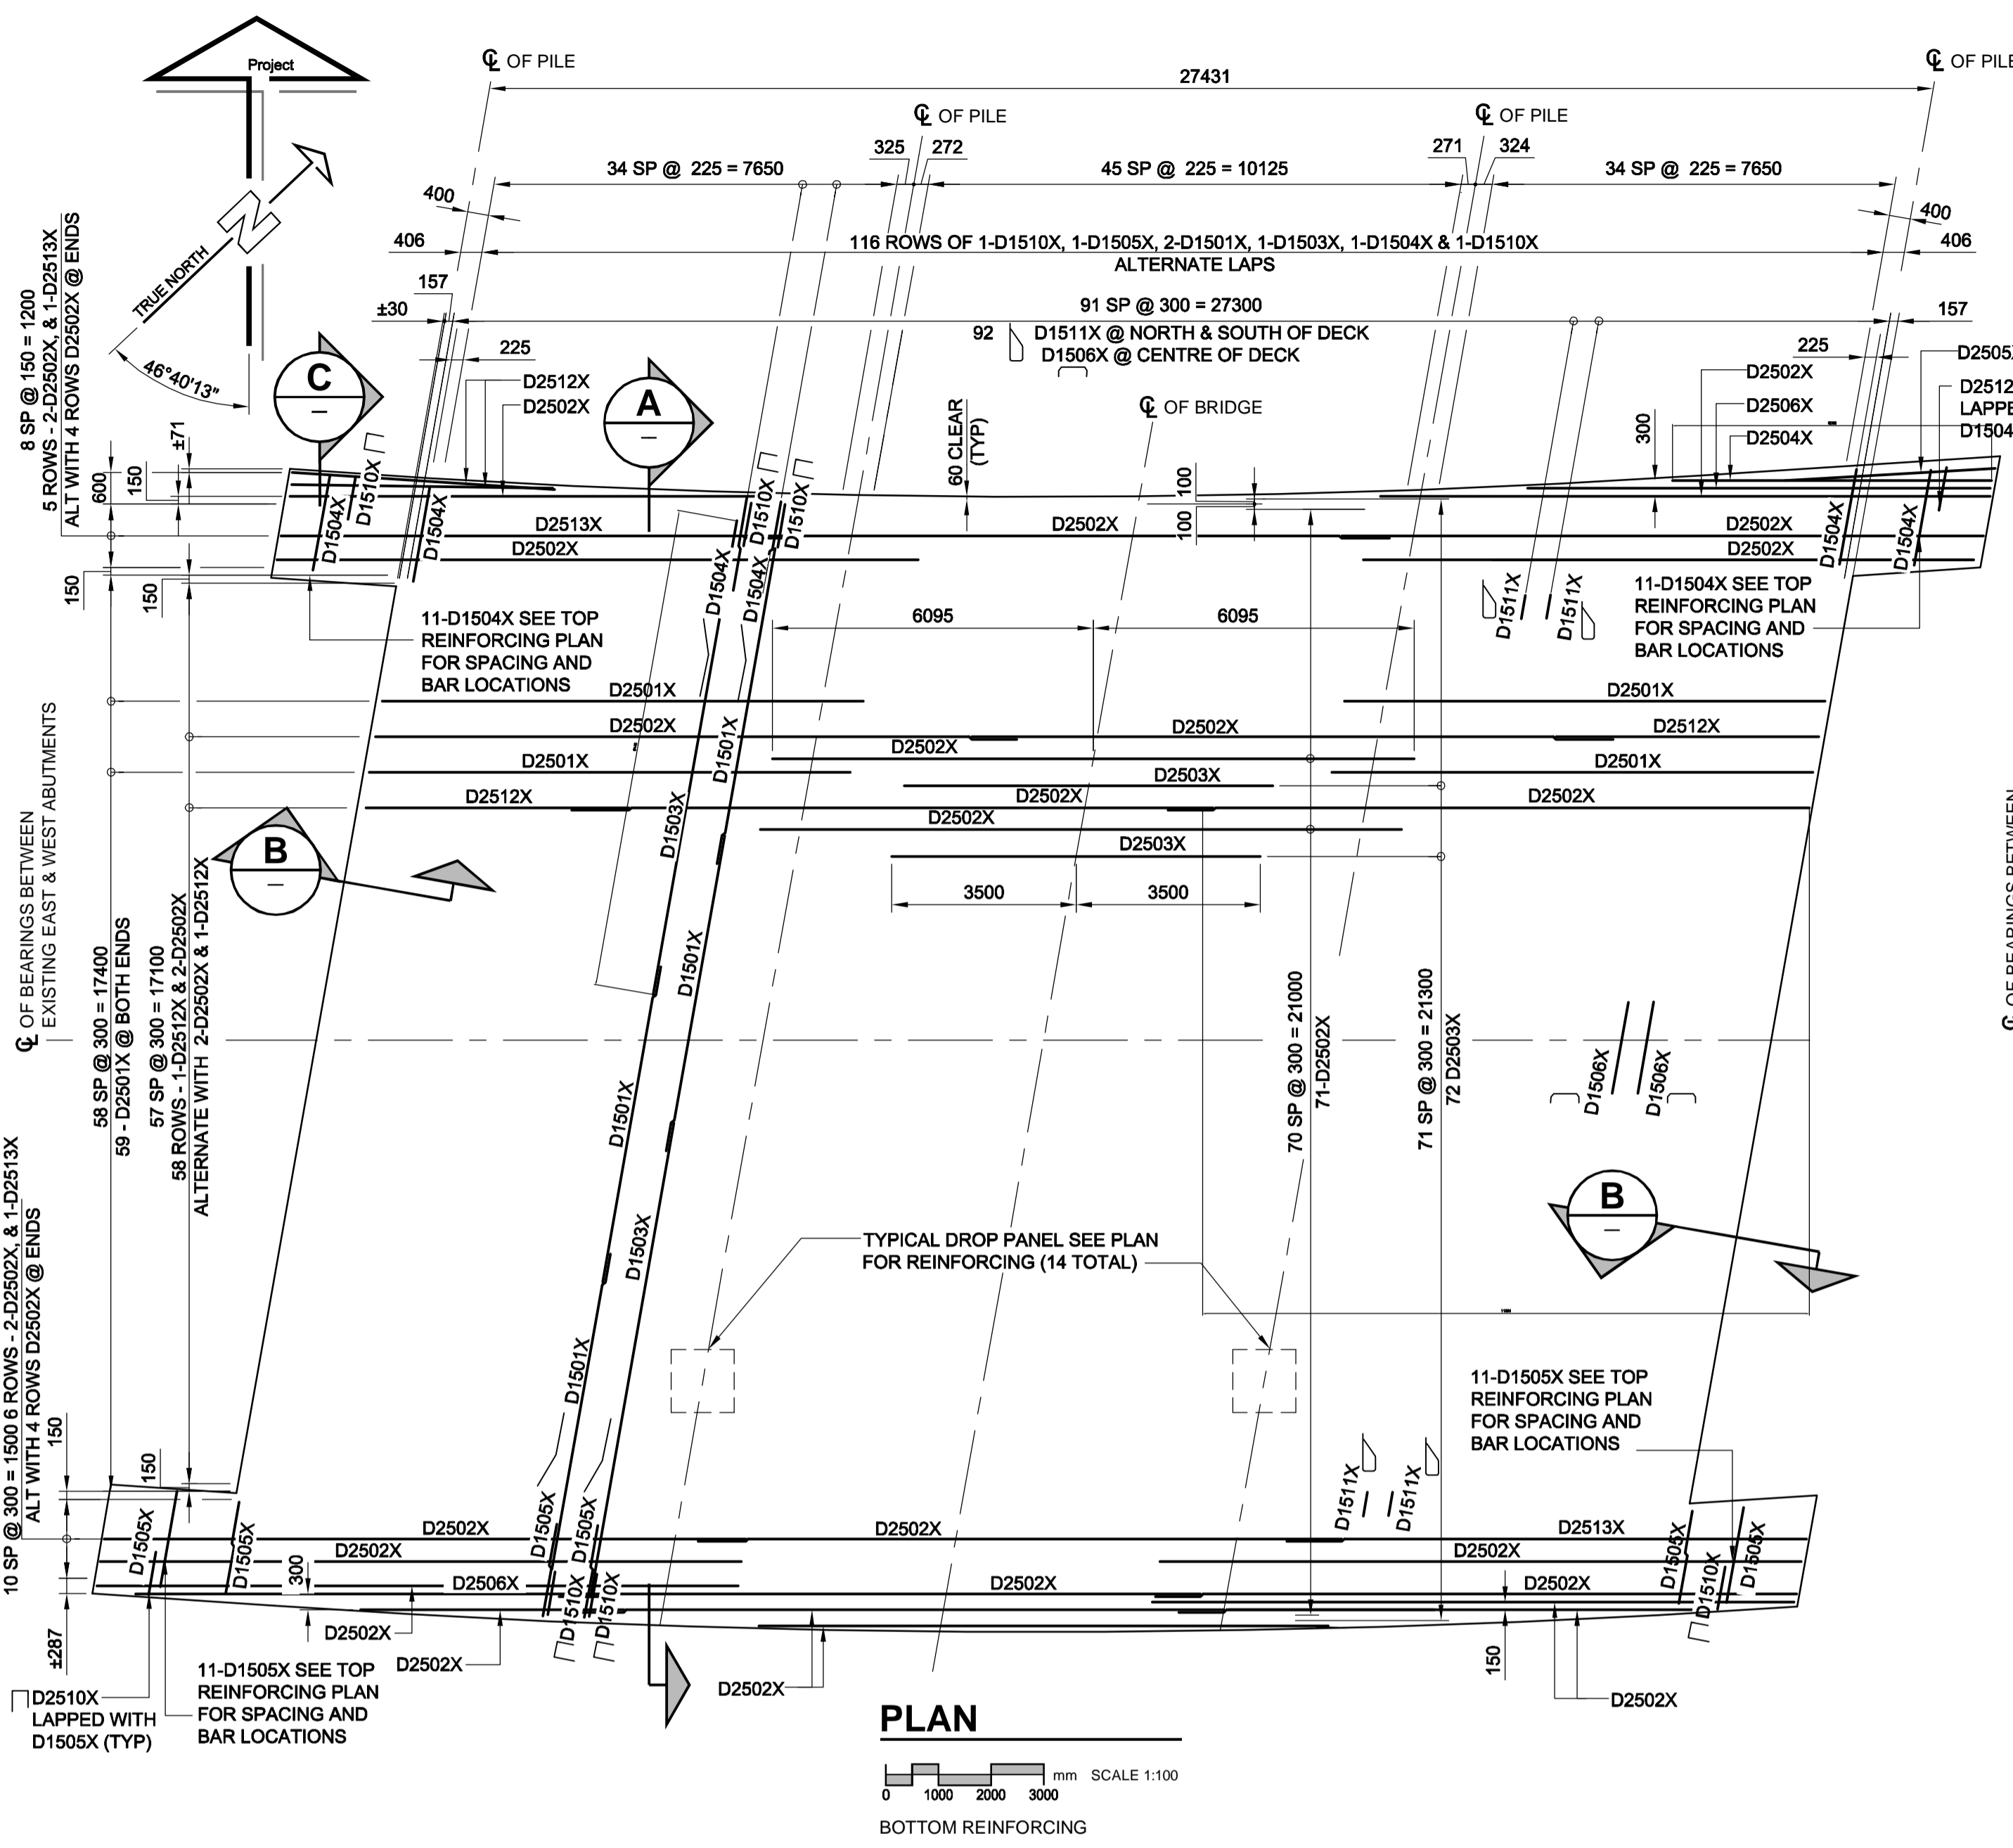 Project
℄ OF PILE
℄ OF PILE
27431
℄ OF PILE
℄ OF PILE
325
272
271
324
34 SP @ 225 = 7650
45 SP @ 225 = 10125
34 SP @ 225 = 7650
400
400
N
TRUE NORTH
46°40'13"
406
116 ROWS OF 1-D1510X, 1-D1505X, 2-D1501X, 1-D1503X, 1-D1504X & 1-D1510X
ALTERNATE LAPS
406
157
±30
91 SP @ 300 = 27300
157
92
D1511X @ NORTH & SOUTH OF DECK
D1506X @ CENTRE OF DECK
225
225
8 SP @ 150 = 1200
5 ROWS - 2-D2502X, & 1-D2513X
ALT WITH 4 ROWS D2502X @ ENDS
C
–
A
–
D2512X
D2502X
℄ OF BRIDGE
D2502X
D2506X
D2504X
D2505
D2512
LAPPE
D1504
±71
600
150
60 CLEAR
(TYP)
300
100
100
D1504X
D1510X
D1504X
D1510X
D1510X
D2513X
D2502X
D2502X
D2502X
D2502X
D1504X
D1504X
D1504X
D1504X
150
150
11-D1504X SEE TOP
REINFORCING PLAN
FOR SPACING AND
BAR LOCATIONS
6095
6095
D1511X
D1511X
11-D1504X SEE TOP
REINFORCING PLAN
FOR SPACING AND
BAR LOCATIONS
D2501X
D2501X
D2502X
D2502X
D2512X
D2502X
D2501X
D2501X
D2503X
D2512X
D2502X
D2502X
D2502X
D2503X
3500
3500
D1501X
D1503X
D1501X
B
–
℄ OF BEARINGS BETWEEN
EXISTING EAST & WEST ABUTMENTS
58 SP @ 300 = 17400
59 - D2501X @ BOTH ENDS
57 SP @ 300 = 17100
58 ROWS - 1-D2512X & 2-D2502X
ALTERNATE WITH 2-D2502X & 1-D2512X
70 SP @ 300 = 21000
71-D2502X
71 SP @ 300 = 21300
72 D2503X
℄ OF BEARINGS BETWEEN
D1506X
D1506X
D1501X
D1503X
D1501X
B
–
TYPICAL DROP PANEL SEE PLAN
FOR REINFORCING (14 TOTAL)
10 SP @ 300 = 1500 6 ROWS - 2-D2502X, & 1-D2513X
ALT WITH 4 ROWS D2502X @ ENDS
150
150
11-D1505X SEE TOP
REINFORCING PLAN
FOR SPACING AND
BAR LOCATIONS
D1511X
D1511X
D1505X
D1505X
D1505X
D1505X
D2502X
D2502X
D2513X
D2502X
D2502X
300
D2506X
D2502X
D2502X
D1505X
D1505X
D1510X
D1510X
D1510X
±287
D2502X
D2502X
D2502X
150
D2502X
D2510X
LAPPED WITH
D1505X (TYP)
11-D1505X SEE TOP
REINFORCING PLAN
FOR SPACING AND
BAR LOCATIONS
PLAN
0 1000 2000 3000
mm SCALE 1:100
BOTTOM REINFORCING